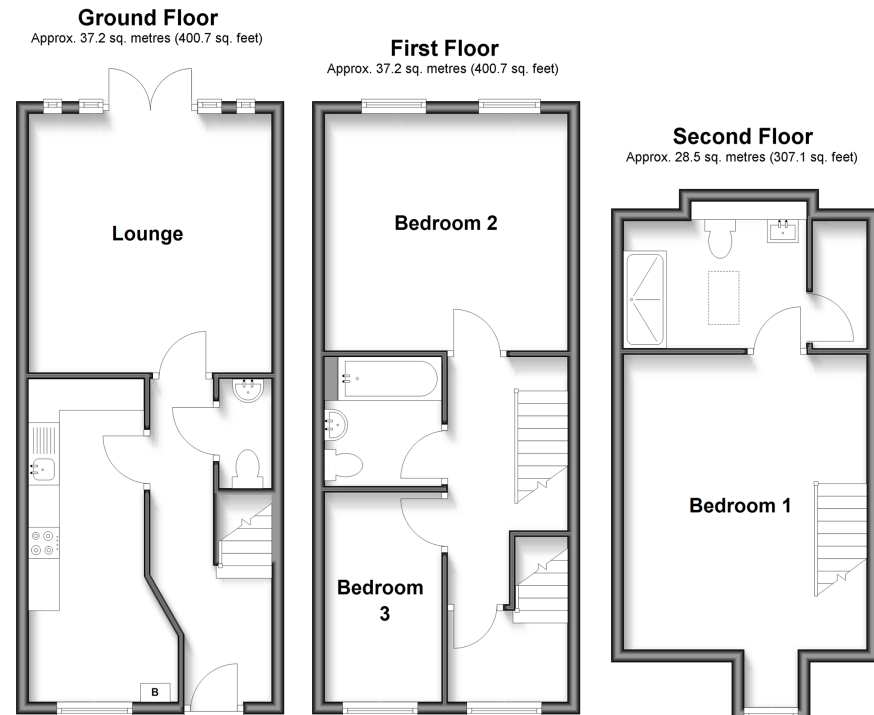 Ground Floor
Approx. 37.2 sq. metres (400.7 sq. feet)
Lounge
B
First Floor
Approx. 37.2 sq. metres (400.7 sq. feet)
Bedroom 2
Bedroom
3
Second Floor
Approx. 28.5 sq. metres (307.1 sq. feet)
Bedroom 1